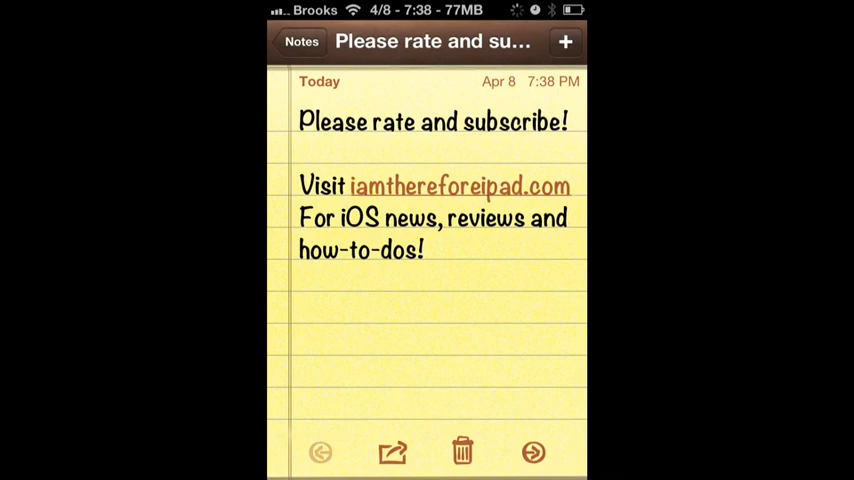 Brooks 4/8 - 7:38 - 77MB
Notes Please rate and su... +
Today Apr 8 7:38 PM
Please rate and subscribe!
Visit iamthereforeipad.com
For iOS news, reviews and
how-to-dos!